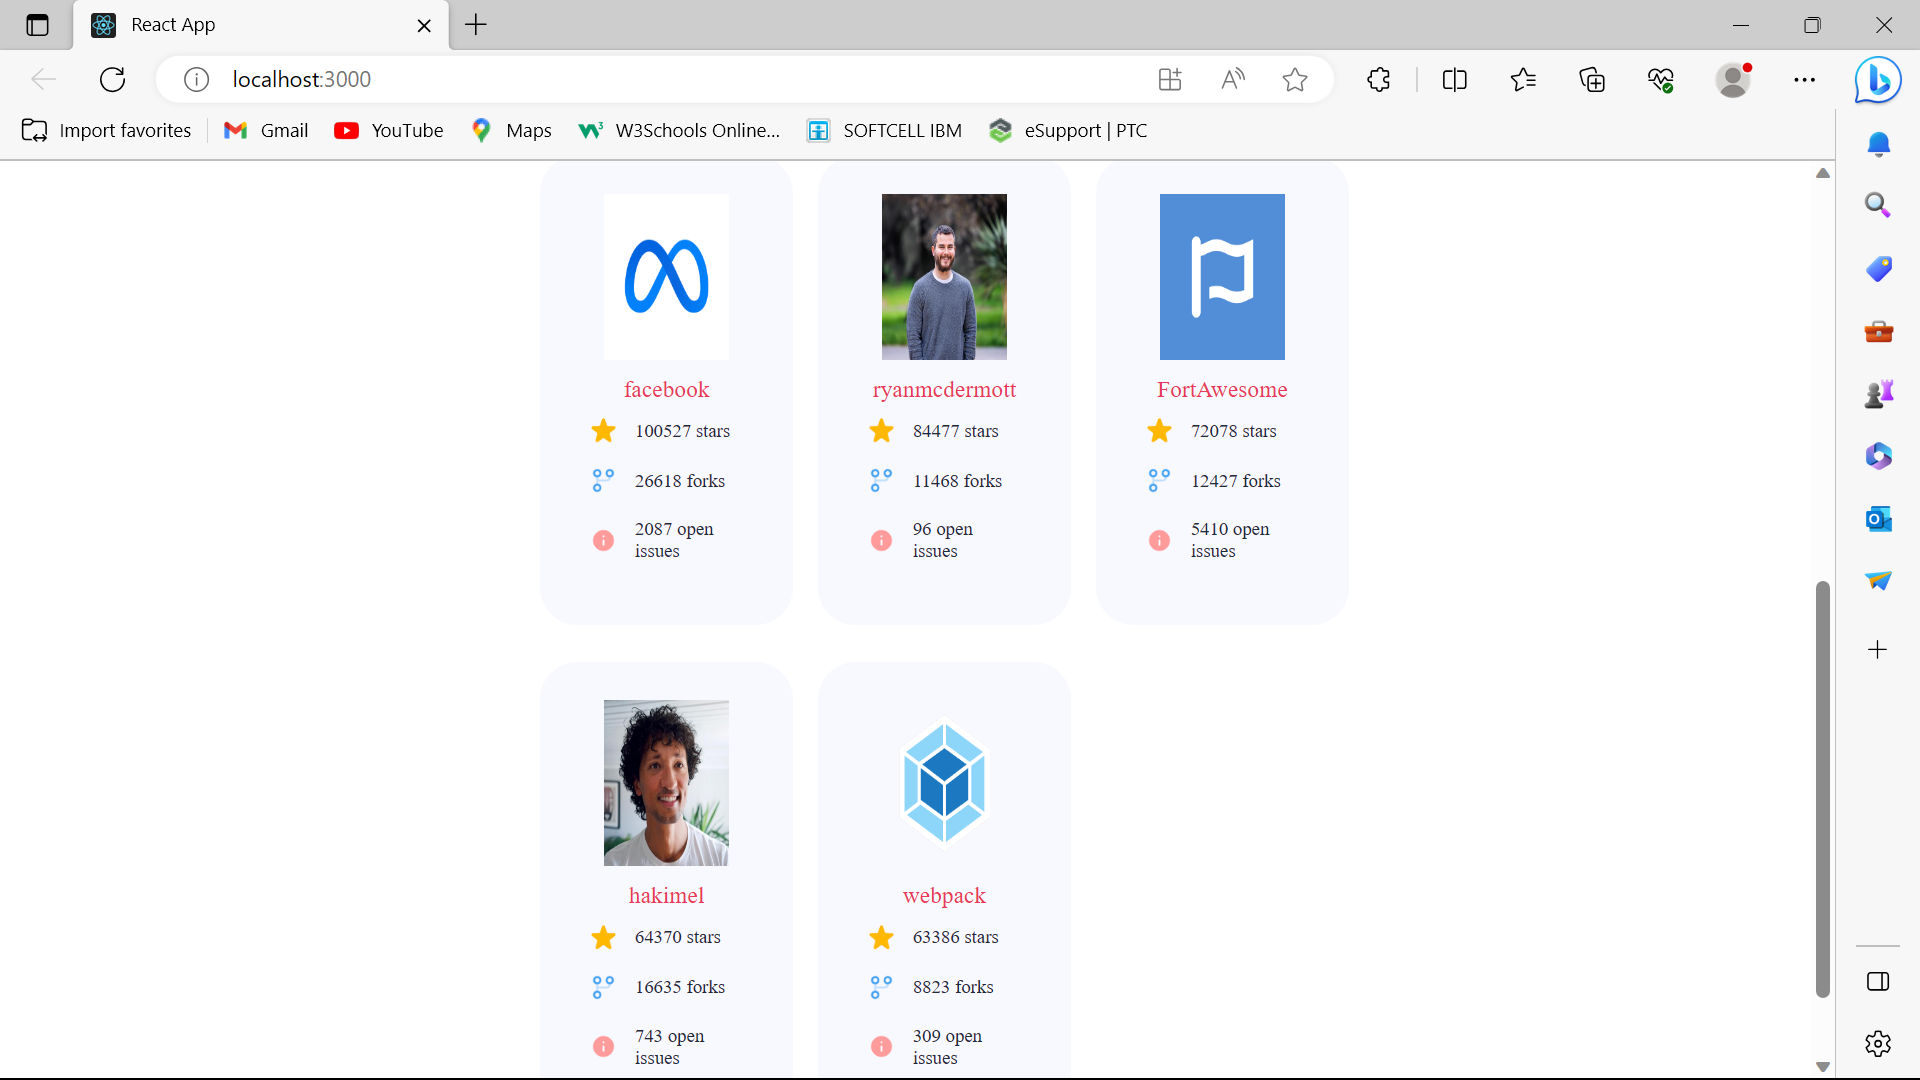 React App
localhost:3000
Import favorites
Gmail
YouTube
Maps
W3Schools Online...
SOFTCELL IBM
eSupport | PTC
facebook
100527 stars
26618 forks
2087 open
issues
ryanmcdermott
84477 stars
11468 forks
96 open
issues
FortAwesome
72078 stars
12427 forks
5410 open
issues
hakimel
64370 stars
16635 forks
743 open
issues
webpack
63386 stars
8823 forks
309 open
issues